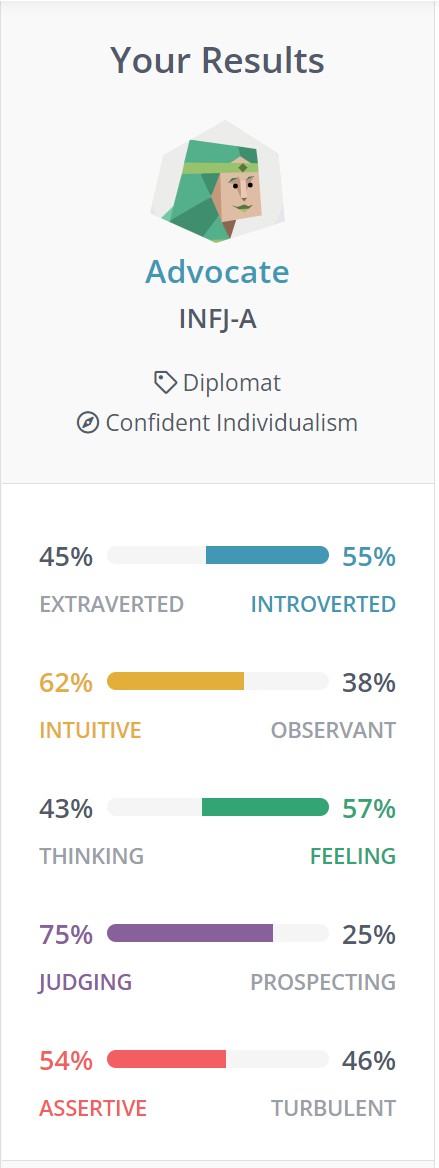 Your Results
Advocate
INFJ-A
Diplomat
Confident Individualism
45% 55%
EXTRAVERTED INTROVERTED
62% 38%
INTUITIVE OBSERVANT
43% 57%
THINKING FEELING
75% 25%
JUDGING PROSPECTING
54% 46%
ASSERTIVE TURBULENT